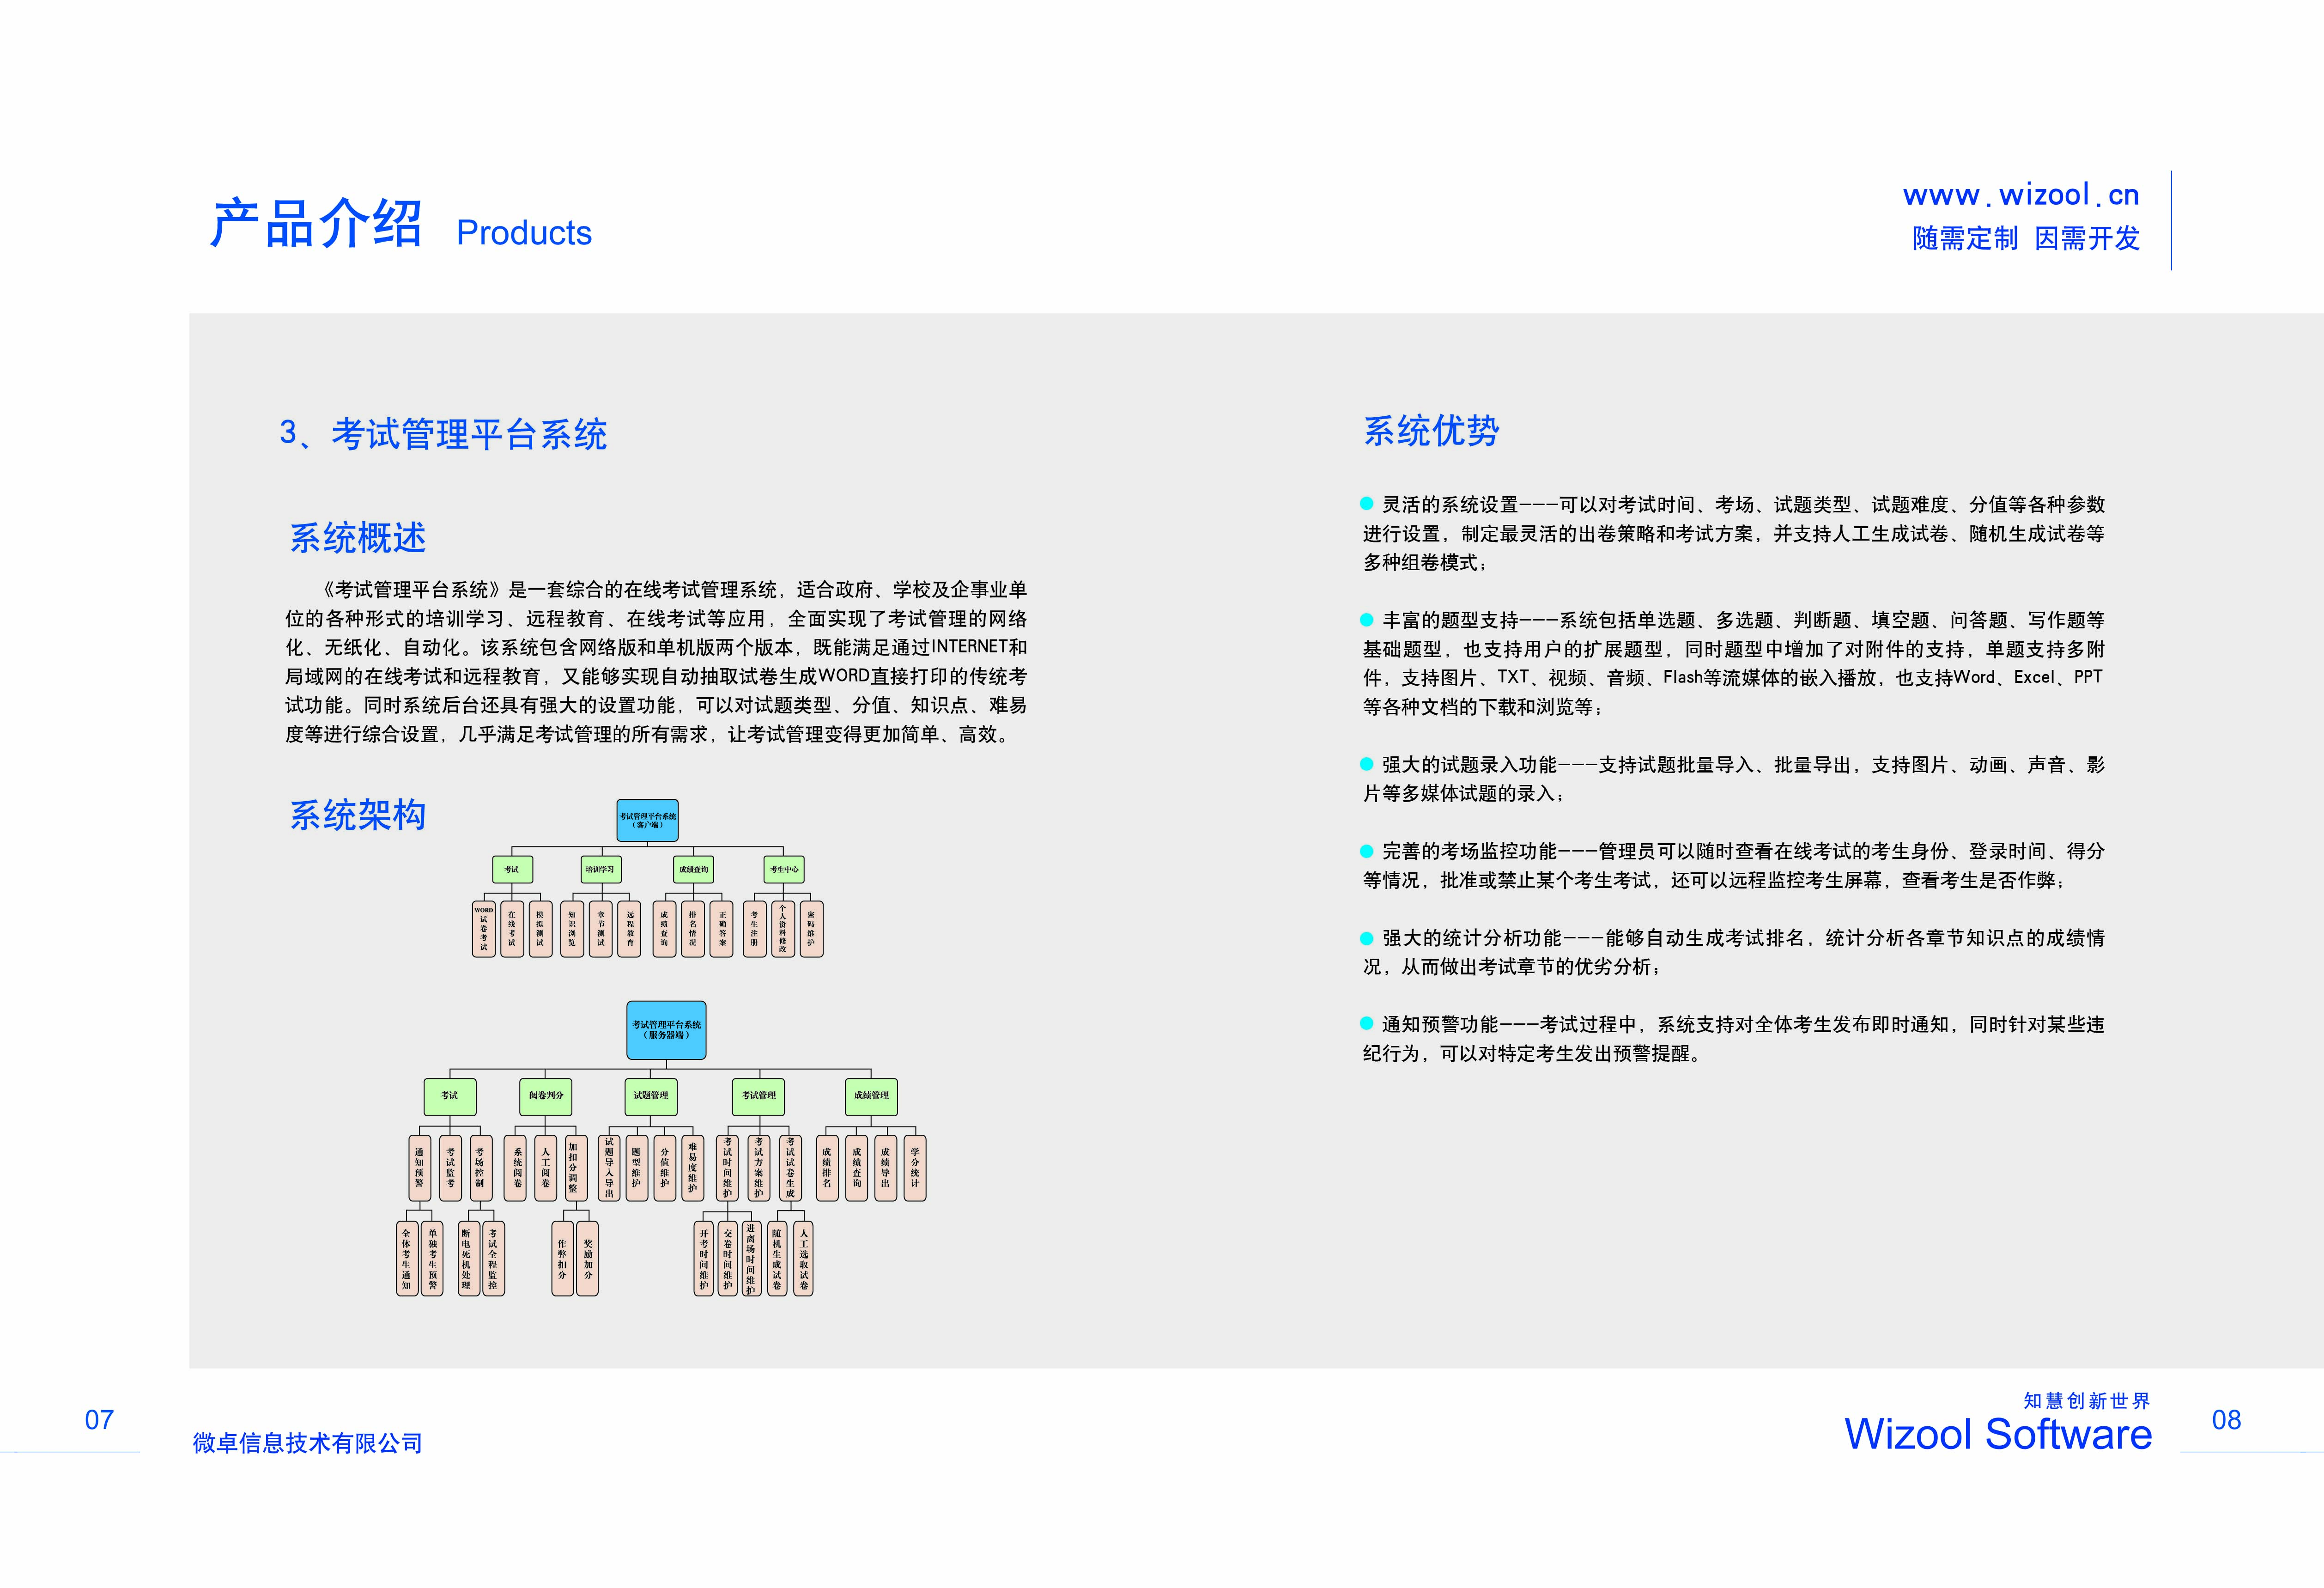 产品介绍 Products
www.wizool.cn
随需定制 因需开发
3、考试管理平台系统
系统概述
《考试管理平台系统》是一套综合的在线考试管理系统，适合政府、学校及企事业单
位的各种形式的培训学习、远程教育、在线考试等应用，全面实现了考试管理的网络
化、无纸化、自动化。该系统包含网络版和单机版两个版本，既能满足通过INTERNET和
局域网的在线考试和远程教育，又能够实现自动抽取试卷生成WORD直接打印的传统考
试功能。同时系统后台还具有强大的设置功能，可以对试题类型、分值、知识点、难易
度等进行综合设置，几乎满足考试管理的所有需求，让考试管理变得更加简单、高效。
系统架构
考试管理平台系统
（客户端）
考试
培训学习
成绩查询
考生中心
WORD试卷考试
在线考试
模拟测试
知识浏览
章节测试
远程教育
成绩查询
排名情况
正确答案
考生注册
个人资料修改
密码维护
考试管理平台系统
（服务器端）
考试
阅卷判分
试题管理
考试管理
成绩管理
通知预警
考试监考
考场控制
系统阅卷
人工阅卷
加扣分调整
试题导入导出
题型维护
分值维护
难易度维护
考试时间维护
考试方案维护
考试试卷生成
成绩排名
成绩查询
成绩导出
学分统计
全体考生通知
单独考生预警
断电死机处理
考试全程监控
作弊扣分
奖励加分
开考时间维护
交卷时间维护
进离场时间维护
随机生成试卷
人工选取试卷
系统优势
灵活的系统设置---可以对考试时间、考场、试题类型、试题难度、分值等各种参数
进行设置，制定最灵活的出卷策略和考试方案，并支持人工生成试卷、随机生成试卷等
多种组卷模式；
丰富的题型支持---系统包括单选题、多选题、判断题、填空题、问答题、写作题等
基础题型，也支持用户的扩展题型，同时题型中增加了对附件的支持，单题支持多附
件，支持图片、TXT、视频、音频、Flash等流媒体的嵌入播放，也支持Word、Excel、PPT
等各种文档的下载和浏览等；
强大的试题录入功能---支持试题批量导入、批量导出，支持图片、动画、声音、影
片等多媒体试题的录入；
完善的考场监控功能---管理员可以随时查看在线考试的考生身份、登录时间、得分
等情况，批准或禁止某个考生考试，还可以远程监控考生屏幕，查看考生是否作弊；
强大的统计分析功能---能够自动生成考试排名，统计分析各章节知识点的成绩情
况，从而做出考试章节的优劣分析；
通知预警功能---考试过程中，系统支持对全体考生发布即时通知，同时针对某些违
纪行为，可以对特定考生发出预警提醒。
07
微卓信息技术有限公司
知慧创新世界
Wizool Software
08